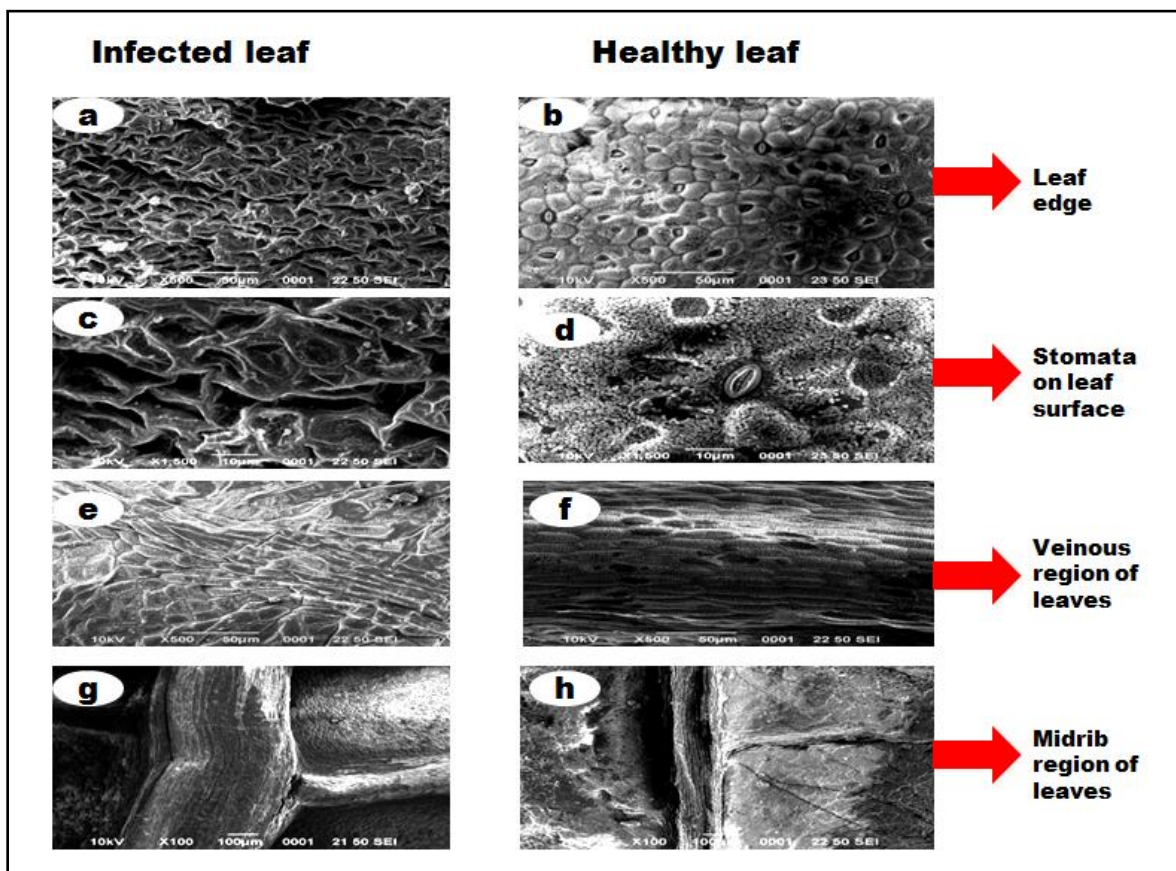 Infected leaf
Healthy leaf
a
10kV X500 50µm 0001 22 50 SEI
b
10kV X500 50µm 0001 23 50 SEI
Leaf
edge
c
10kV X1,500 10µm 0001 22 50 SEI
d
10kV X1,500 10µm 0001 23 50 SEI
Stomata
on leaf
surface
e
10kV X500 50µm 0001 22 50 SEI
f
10kV X500 50µm 0001 22 50 SEI
Veinous
region of
leaves
g
10kV X100 100µm 0001 21 50 SEI
h
X100 100µm 0001 22 50 SEI
Midrib
region of
leaves